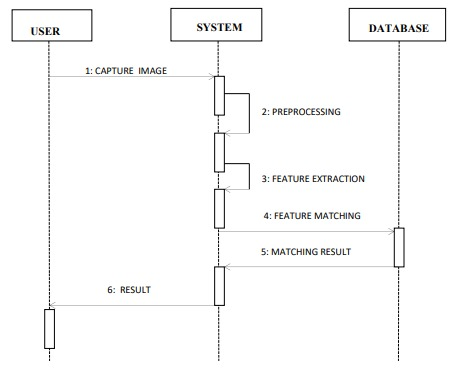 USER
SYSTEM
DATABASE
1: CAPTURE IMAGE
2: PREPROCESSING
3: FEATURE EXTRACTION
4: FEATURE MATCHING
5: MATCHING RESULT
6: RESULT